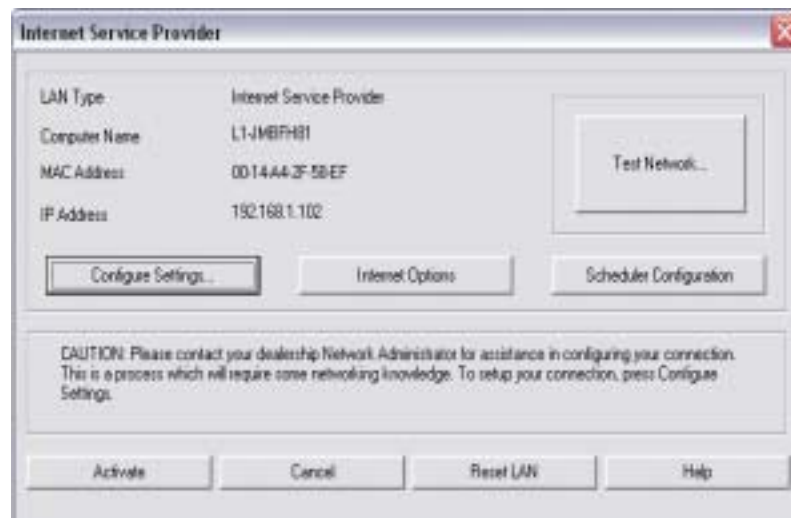 Internet Service Provider
LAN Type Internet Service Provider
Computer Name L1-JMBFH81
MAC Address 00-14-A4-2F-5B-EF
IP Address 192.168.1.102
Test Network...
Configure Settings... Internet Options Scheduler Configuration
CAUTION: Please contact your dealership Network Administrator for assistance in configuring your connection.
This is a process which will require some networking knowledge. To setup your connection, press Configure
Settings.
Activate Cancel Reset LAN Help